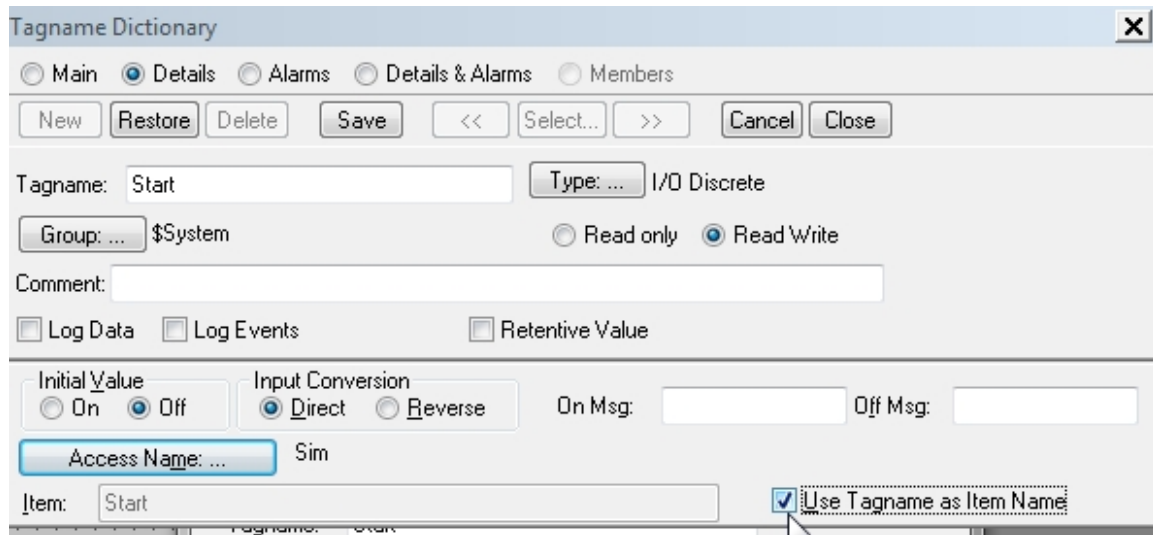 Tagname Dictionary
Main Details Alarms Details & Alarms Members
New Restore Delete Save << Select... >> Cancel Close
Tagname: Start Type: ... I/O Discrete
Group: ... $System Read only Read Write
Comment:
Log Data Log Events Retentive Value
Initial Value Input Conversion
On Off Direct Reverse On Msg: Off Msg:
Access Name: ... Sim
Item: Start Use Tagname as Item Name
Tagname: Start